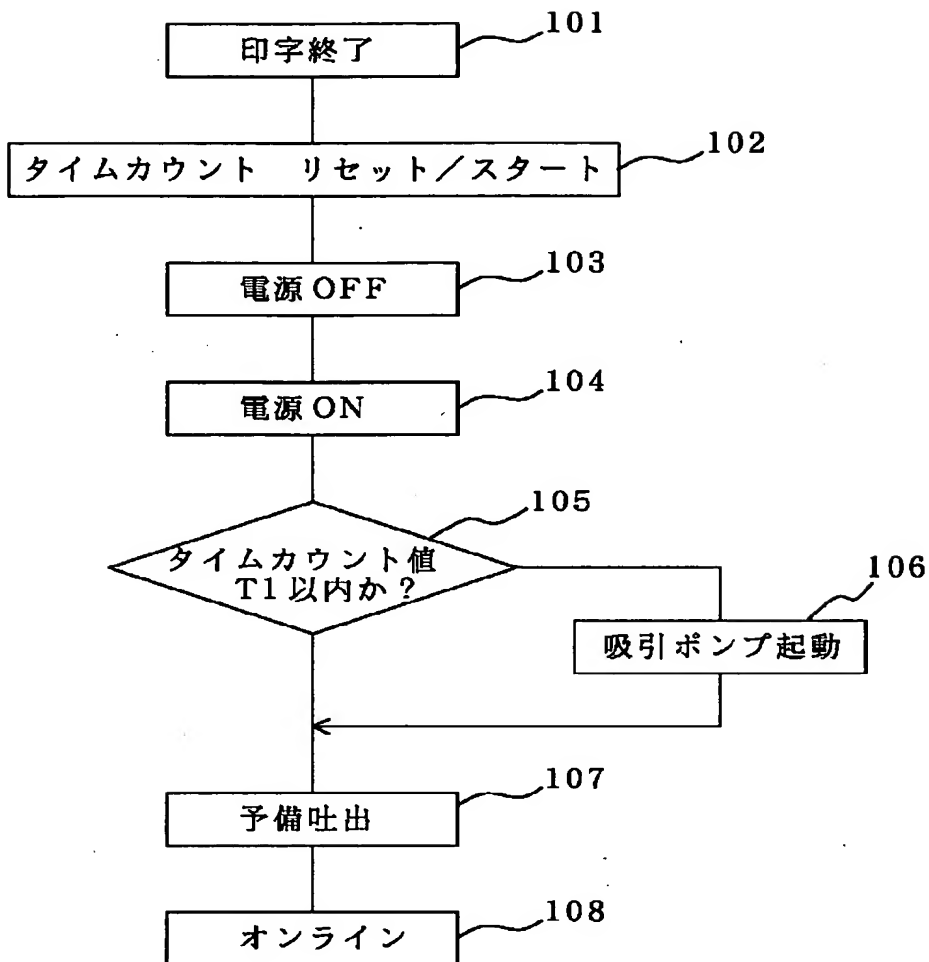 101
印字終了
102
タイムカウント　リセット／スタート
103
電源OFF
104
電源ON
105
タイムカウント値
T1以内か？
106
吸引ポンプ起動
107
予備吐出
108
オンライン